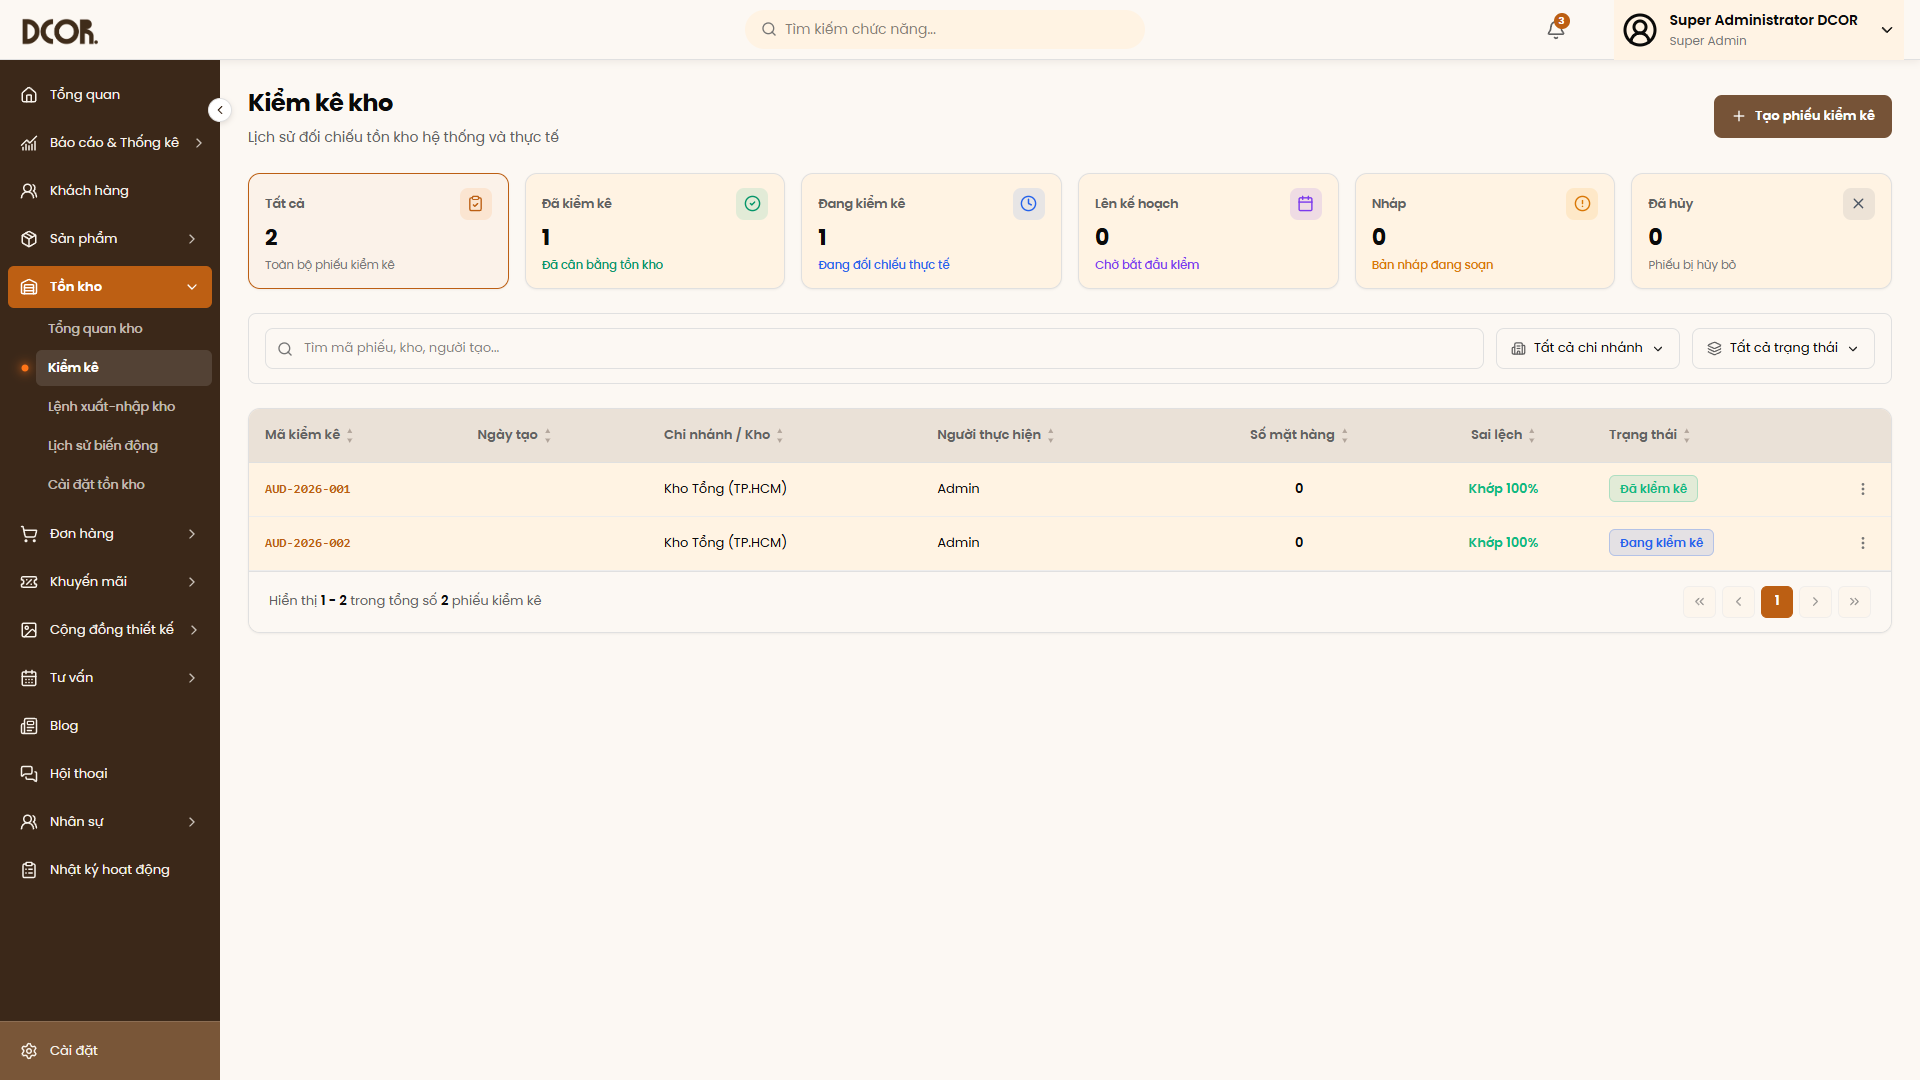 DCOR.
Tìm kiếm chức năng...
3
Super Administrator DCOR
Super Admin
Tổng quan
Báo cáo & Thống kê
Khách hàng
Sản phẩm
Tồn kho
Tổng quan kho
Kiểm kê
Lệnh xuất-nhập kho
Lịch sử biến động
Cài đặt tồn kho
Đơn hàng
Khuyến mãi
Cộng đồng thiết kế
Tư vấn
Blog
Hội thoại
Nhân sự
Nhật ký hoạt động
Cài đặt
Kiểm kê kho
Lịch sử đối chiếu tồn kho hệ thống và thực tế
Tạo phiếu kiểm kê
Tất cả
2
Toàn bộ phiếu kiểm kê
Đã kiểm kê
1
Đã cân bằng tồn kho
Đang kiểm kê
1
Đang đối chiếu thực tế
Lên kế hoạch
0
Chờ bắt đầu kiểm
Nháp
0
Bản nháp đang soạn
Đã hủy
0
Phiếu bị hủy bỏ
Tìm mã phiếu, kho, người tạo...
Tất cả chi nhánh
Tất cả trạng thái
Mã kiểm kê Ngày tạo Chi nhánh / Kho Người thực hiện Số mặt hàng Sai lệch Trạng thái
AUD-2026-001 Kho Tổng (TP.HCM) Admin 0 Khớp 100% Đã kiểm kê
AUD-2026-002 Kho Tổng (TP.HCM) Admin 0 Khớp 100% Đang kiểm kê
Hiển thị 1 - 2 trong tổng số 2 phiếu kiểm kê
1